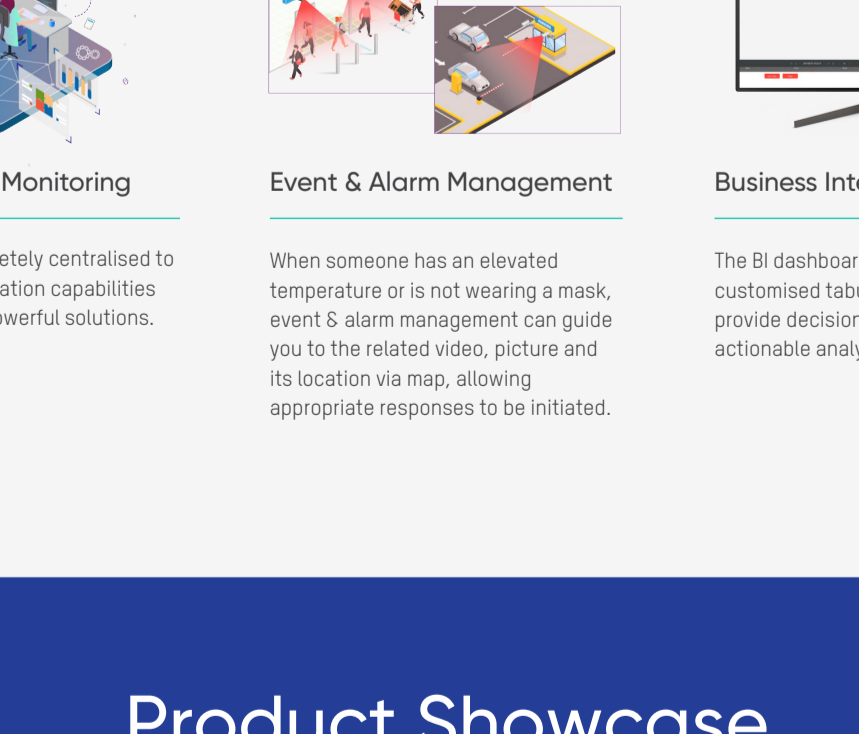 Monitoring
etely centralised to
ation capabilities
owerful solutions.
Event & Alarm Management
When someone has an elevated
temperature or is not wearing a mask,
event & alarm management can guide
you to the related video, picture and
its location via map, allowing
appropriate responses to be initiated.
Business Inte
The BI dashboar
customised tabu
provide decision
actionable analy
Product Showcase